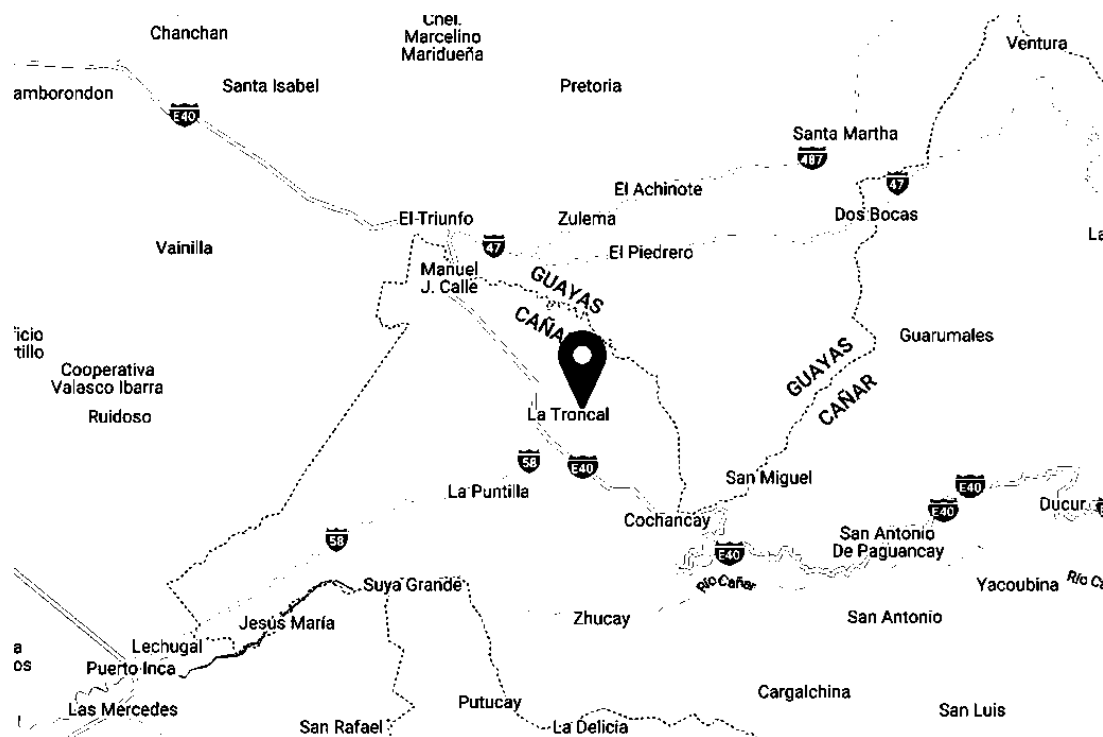 Cnel.
Marcelino
Maridueña
Chanchan
Ventura
Santa Isabel
Pretoria
amborondon
E40
Santa Martha
487
47
El Achinote
El Triunfo
Zulema
Dos Bocas
La
47
Vainilla
El Piedrero
Manuel
J. Calle
GUAYAS
CAÑA
ficio
tillo
Guarumales
GUAYAS
CAÑAR
Cooperativa
Valasco Ibarra
Ruidoso
La Troncal
58
E40
La Puntilla
San Miguel
E40
Ducur
Cochancay
E40
58
San Antonio
De Paguancay
E40
Río Cañar
Suya Grande
Yacoubina
Río Ca
Zhucay
San Antonio
Jesús María
Lechugal
a
os
Puerto Inca
Cargalchina
Las Mercedes
Putucay
San Luis
San Rafael
La Delicia